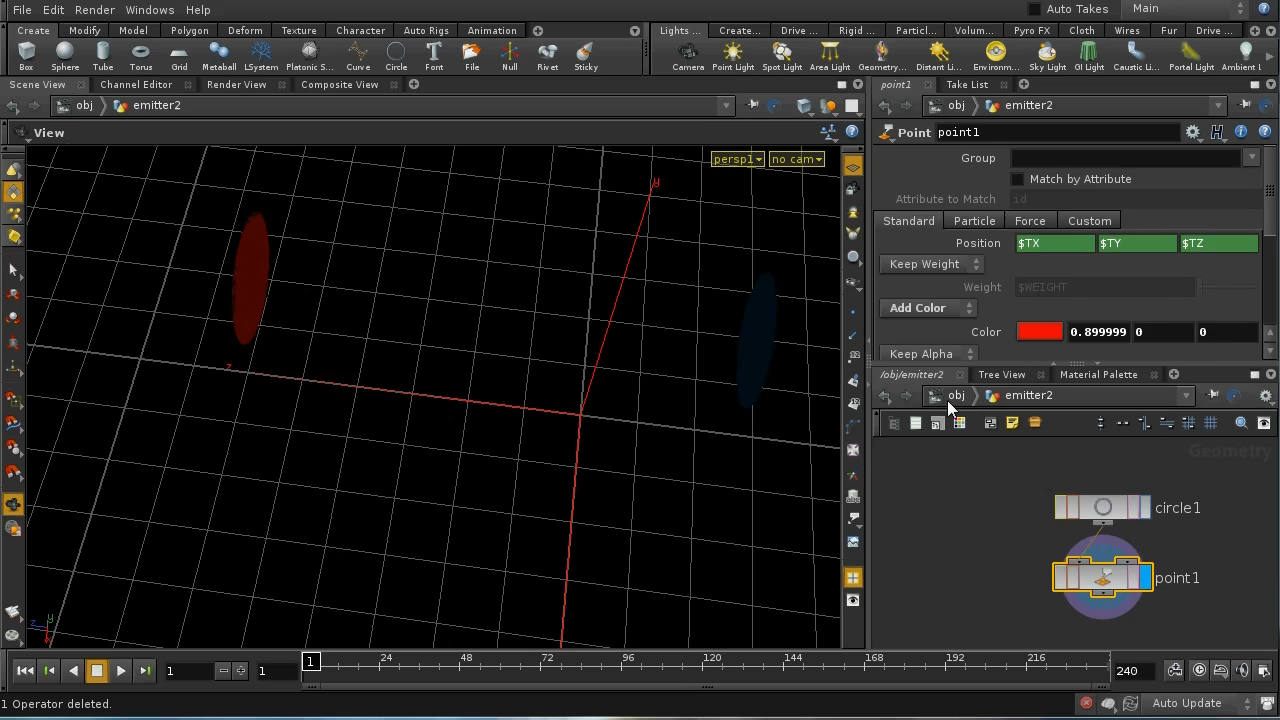 File Edit Render Windows Help Auto Takes Main
Create Modify Model Polygon Deform Texture Character Auto Rigs Animation Lights ... Create... Drive ... Rigid ... Particl... Volum... Pyro FX Cloth Wires Fur Drive ...
Box Sphere Tube Torus Grid Metaball LSystem Platonic S... Curve Circle Font File Null Rivet Sticky Camera Point Light Spot Light Area Light Geometry... Distant Li... Environm... Sky Light GI Light Caustic Li... Portal Light Ambient L
Scene View Channel Editor Render View Composite View point1 Take List
obj emitter2 obj emitter2
View Point point1
persp1 no cam Group
Match by Attribute
Attribute to Match id
Standard Particle Force Custom
Position $TX $TY $TZ
Keep Weight
Weight $WEIGHT
Add Color
Color 0.899999 0 0
Keep Alpha
/obj/emitter2 Tree View Material Palette
obj emitter2
Geometry
circle1
point1
1 1 1 24 48 72 96 120 144 168 192 216 240
1 Operator deleted. Auto Update